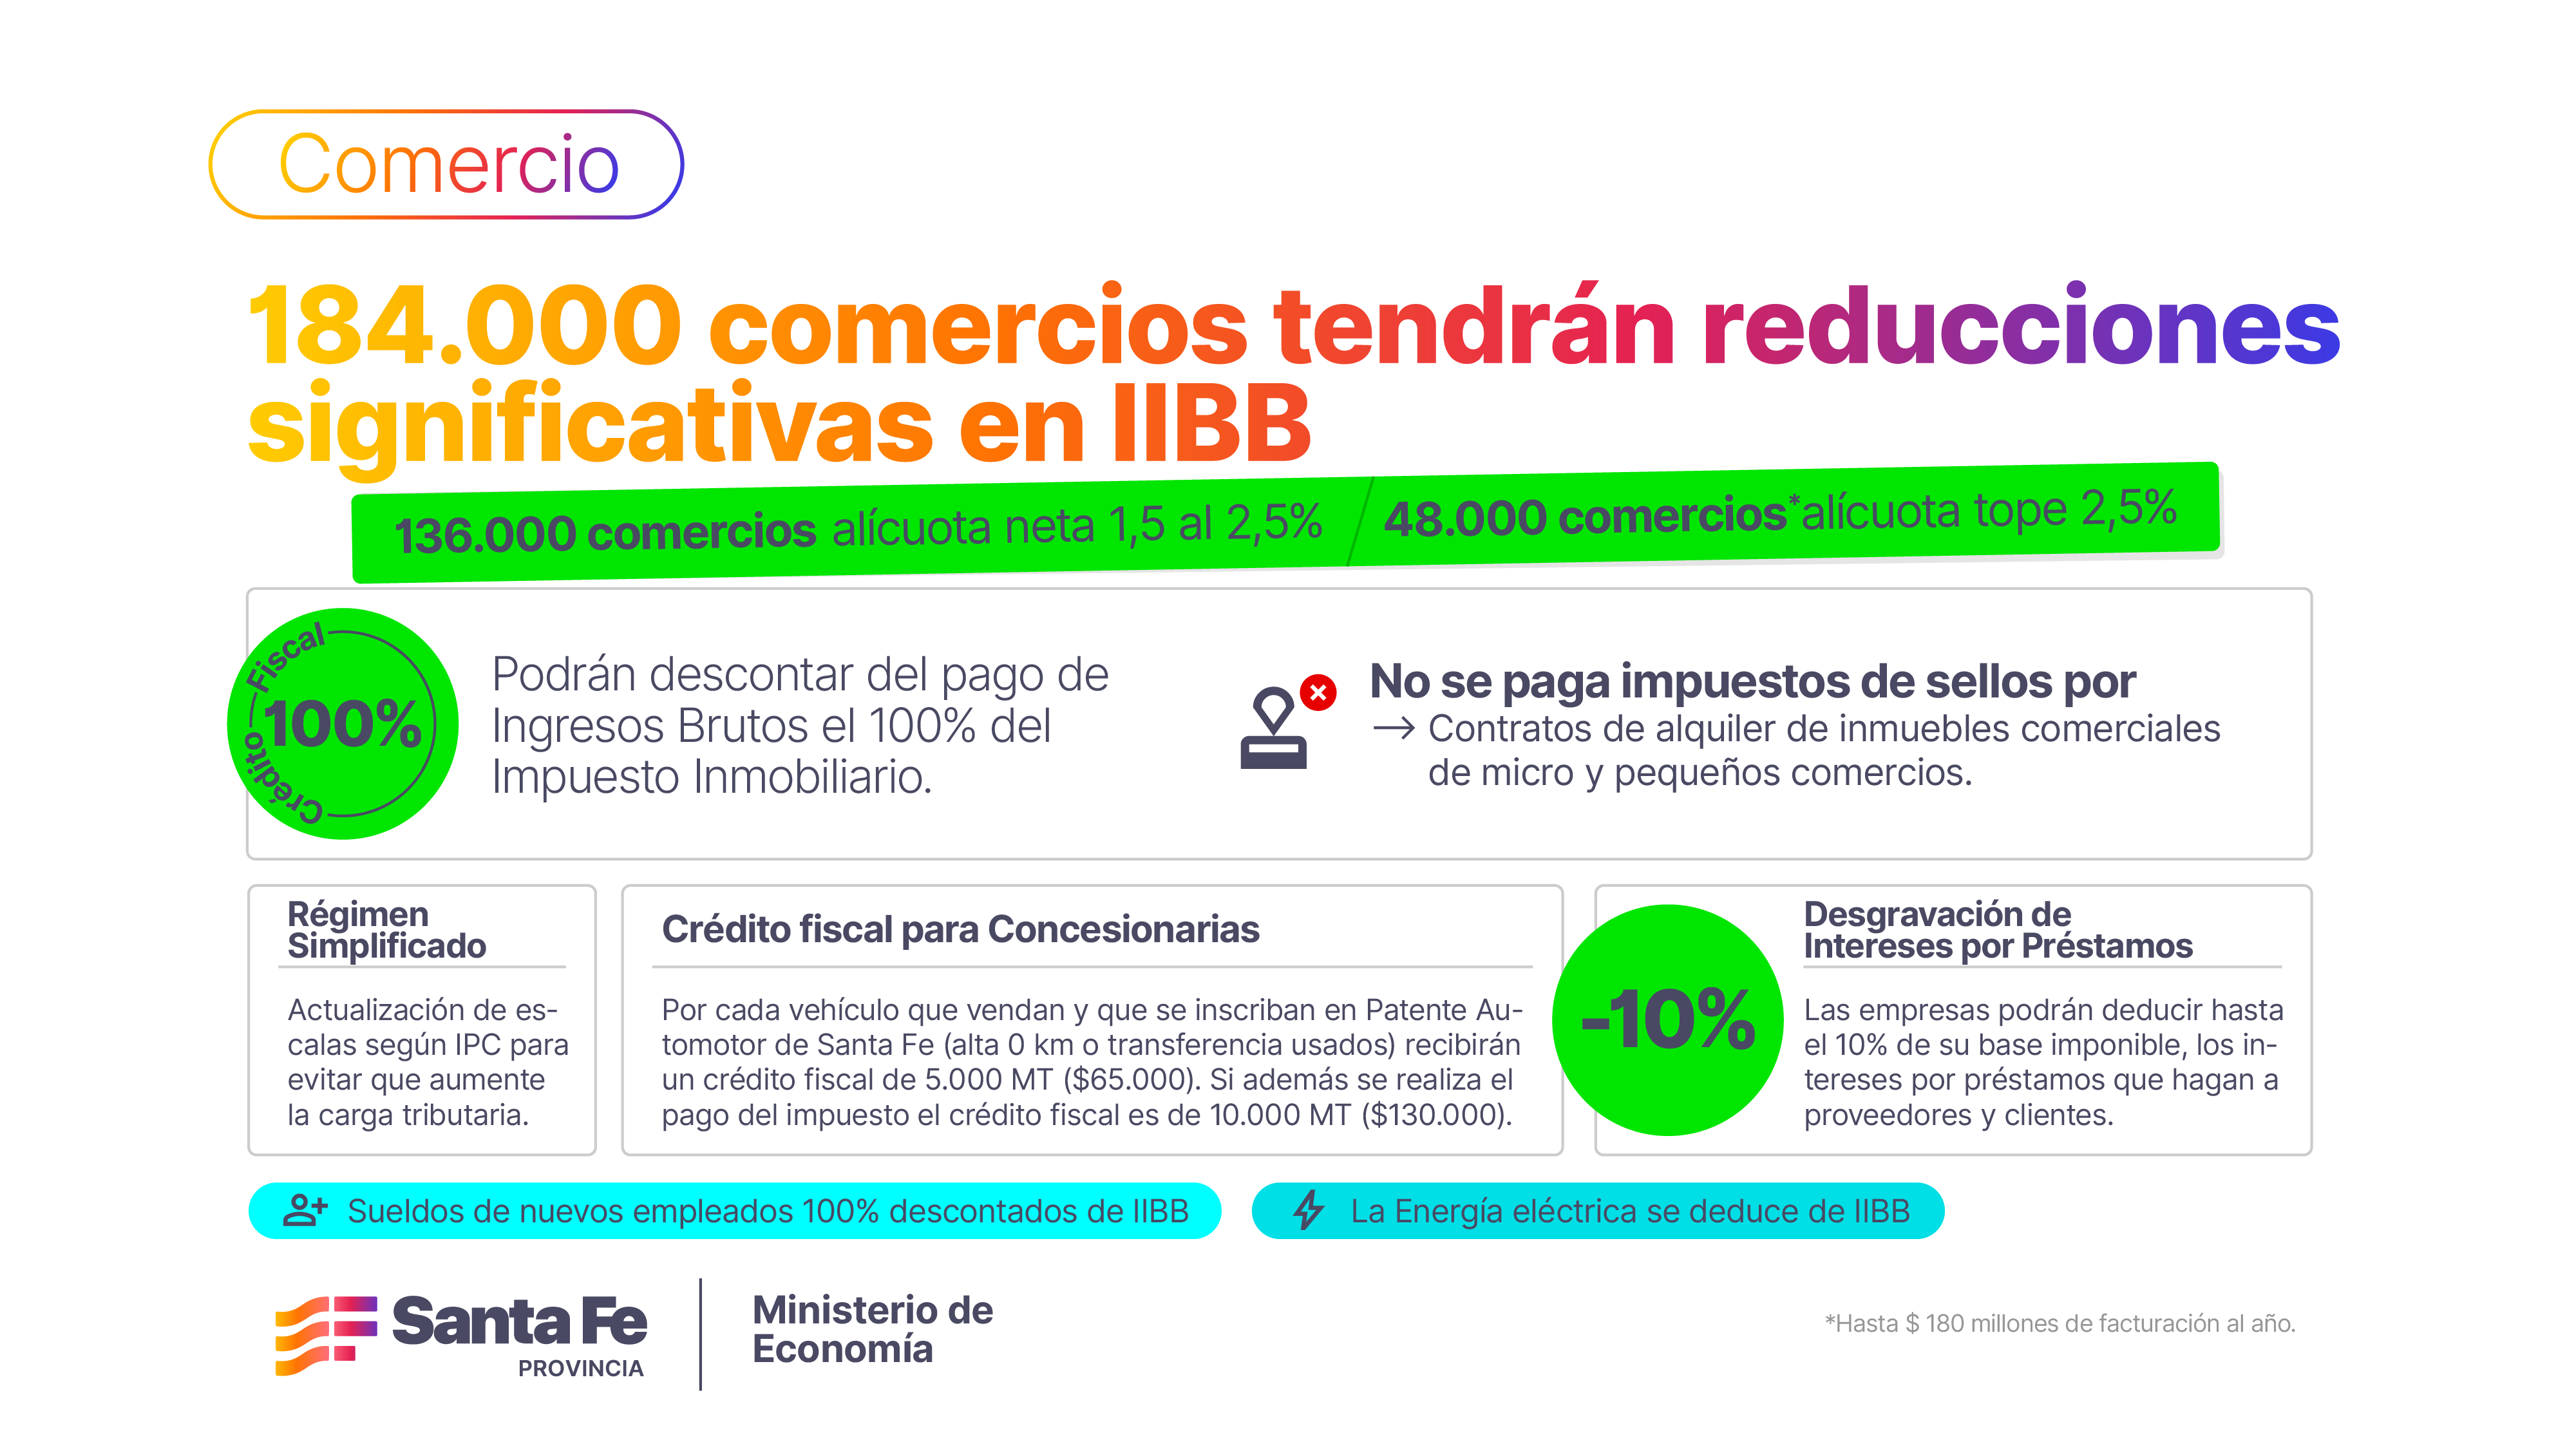 Comercio
184.000 comercios tendrán reducciones
significativas en IIBB
136.000 comercios alícuota neta 1,5 al 2,5% / 48.000 comercios* alícuota tope 2,5%
Crédito Fiscal
100%
Podrán descontar del pago de
Ingresos Brutos el 100% del
Impuesto Inmobiliario.
No se paga impuestos de sellos por
→ Contratos de alquiler de inmuebles comerciales
de micro y pequeños comercios.
Régimen
Simplificado
Actualización de es-
calas según IPC para
evitar que aumente
la carga tributaria.
Crédito fiscal para Concesionarias
Por cada vehículo que vendan y que se inscriban en Patente Au-
tomotor de Santa Fe (alta 0 km o transferencia usados) recibirán
un crédito fiscal de 5.000 MT ($65.000). Si además se realiza el
pago del impuesto el crédito fiscal es de 10.000 MT ($130.000).
-10%
Desgravación de
Intereses por Préstamos
Las empresas podrán deducir hasta
el 10% de su base imponible, los in-
tereses por préstamos que hagan a
proveedores y clientes.
Sueldos de nuevos empleados 100% descontados de IIBB
La Energía eléctrica se deduce de IIBB
Santa Fe
PROVINCIA
Ministerio de
Economía
*Hasta $ 180 millones de facturación al año.